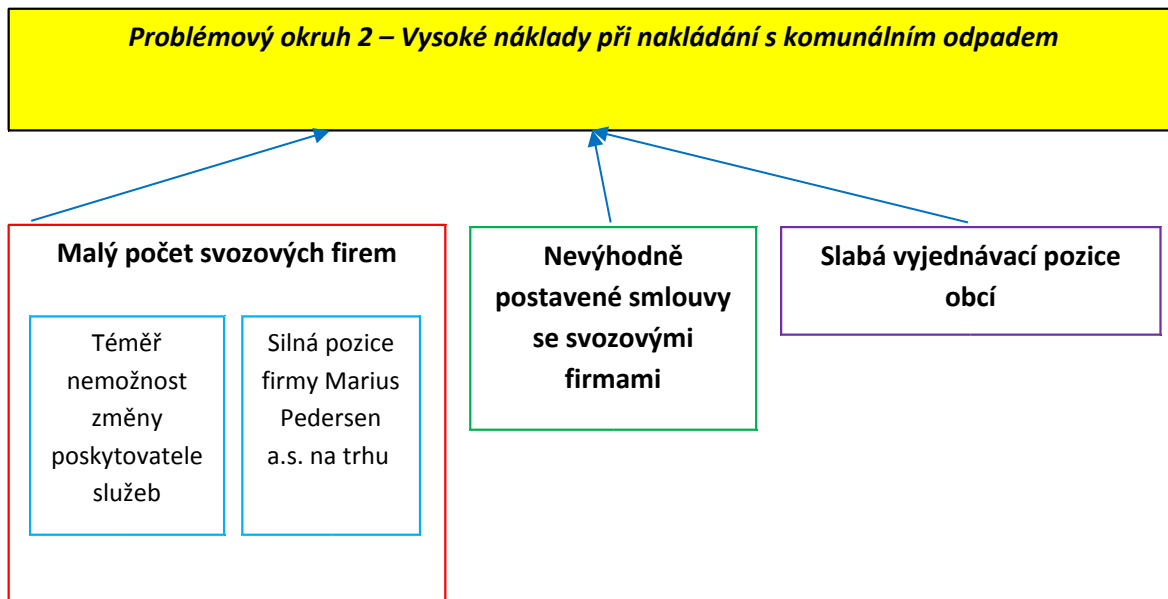 Problémový okruh 2 – Vysoké náklady při nakládání s komunálním odpadem
Malý počet svozových firem
Téměř
nemožnost
změny
poskytovatele
služeb
Silná pozice
firmy Marius
Pedersen
a.s. na trhu
Nevýhodně
postavené smlouvy
se svozovými
firmami
Slabá vyjednávací pozice
obcí